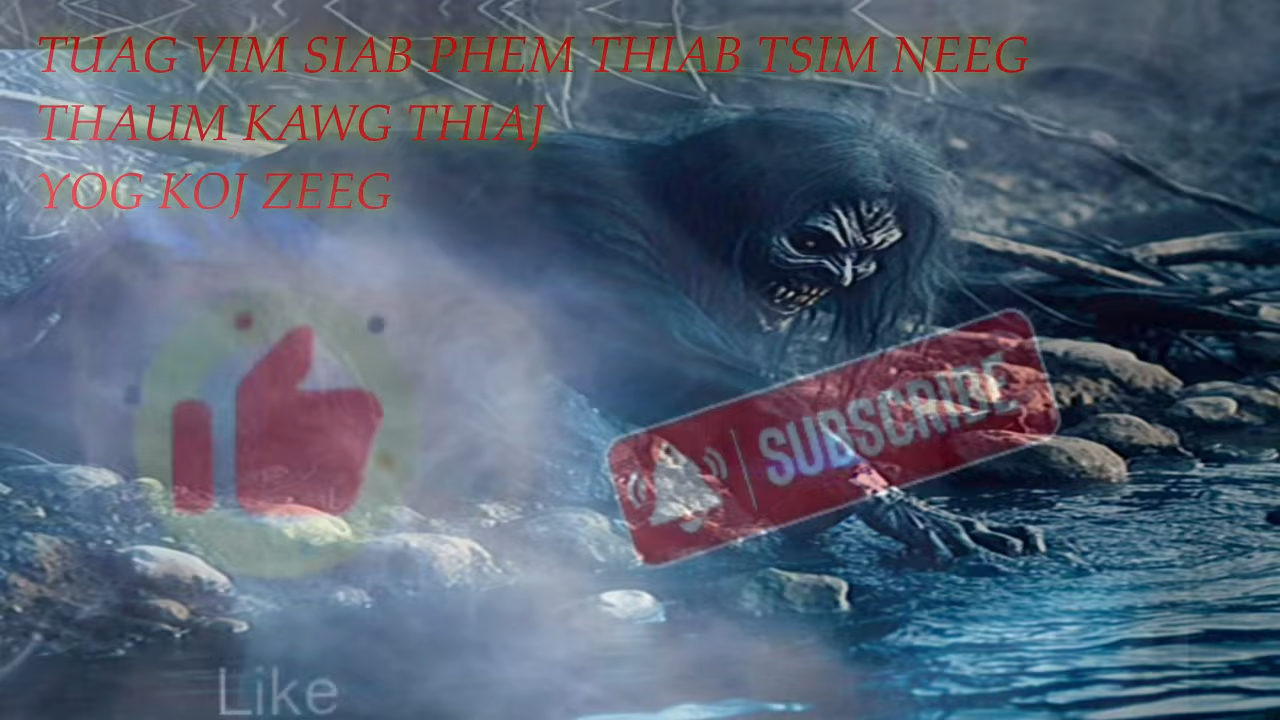 TUAG VIM SIAB PHEM THIAB TSIM NEEG
THAUM KAWG THIAJ
YOG KOJ ZEEG
SUBSCRIBE
Like